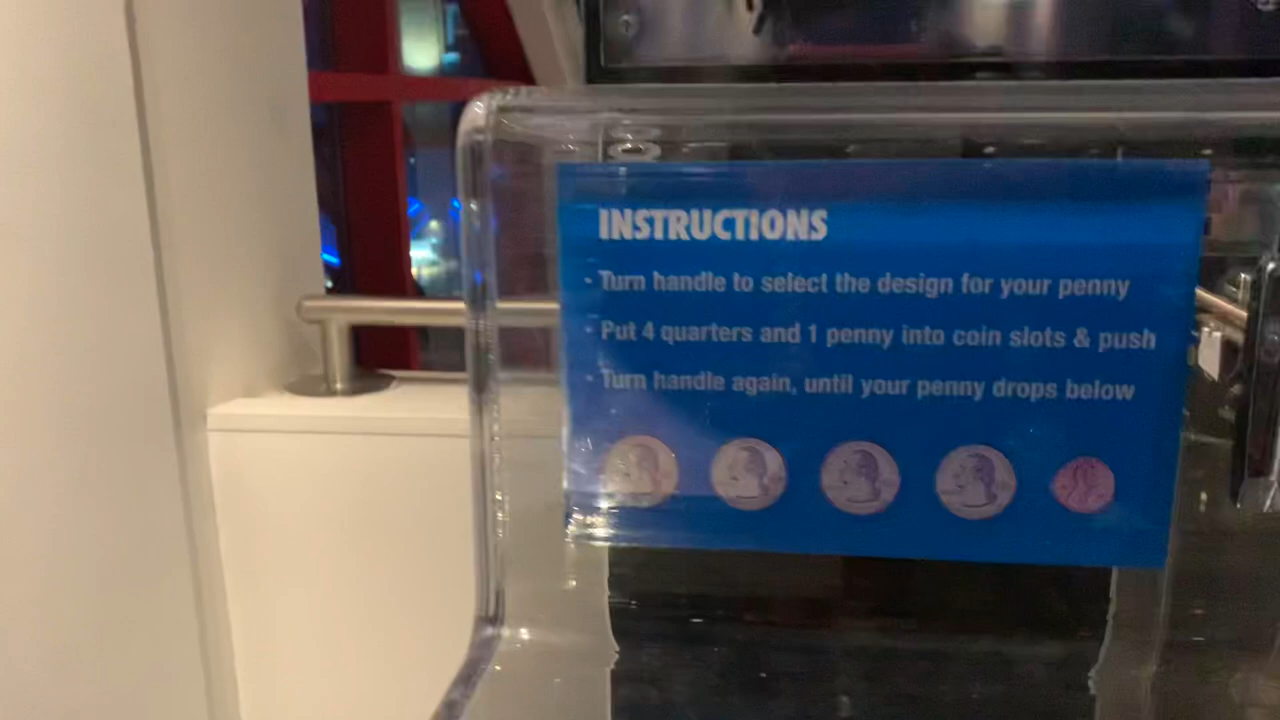 INSTRUCTIONS
- Turn handle to select the design for your penny
- Put 4 quarters and 1 penny into coin slots & push
- Turn handle again, until your penny drops below